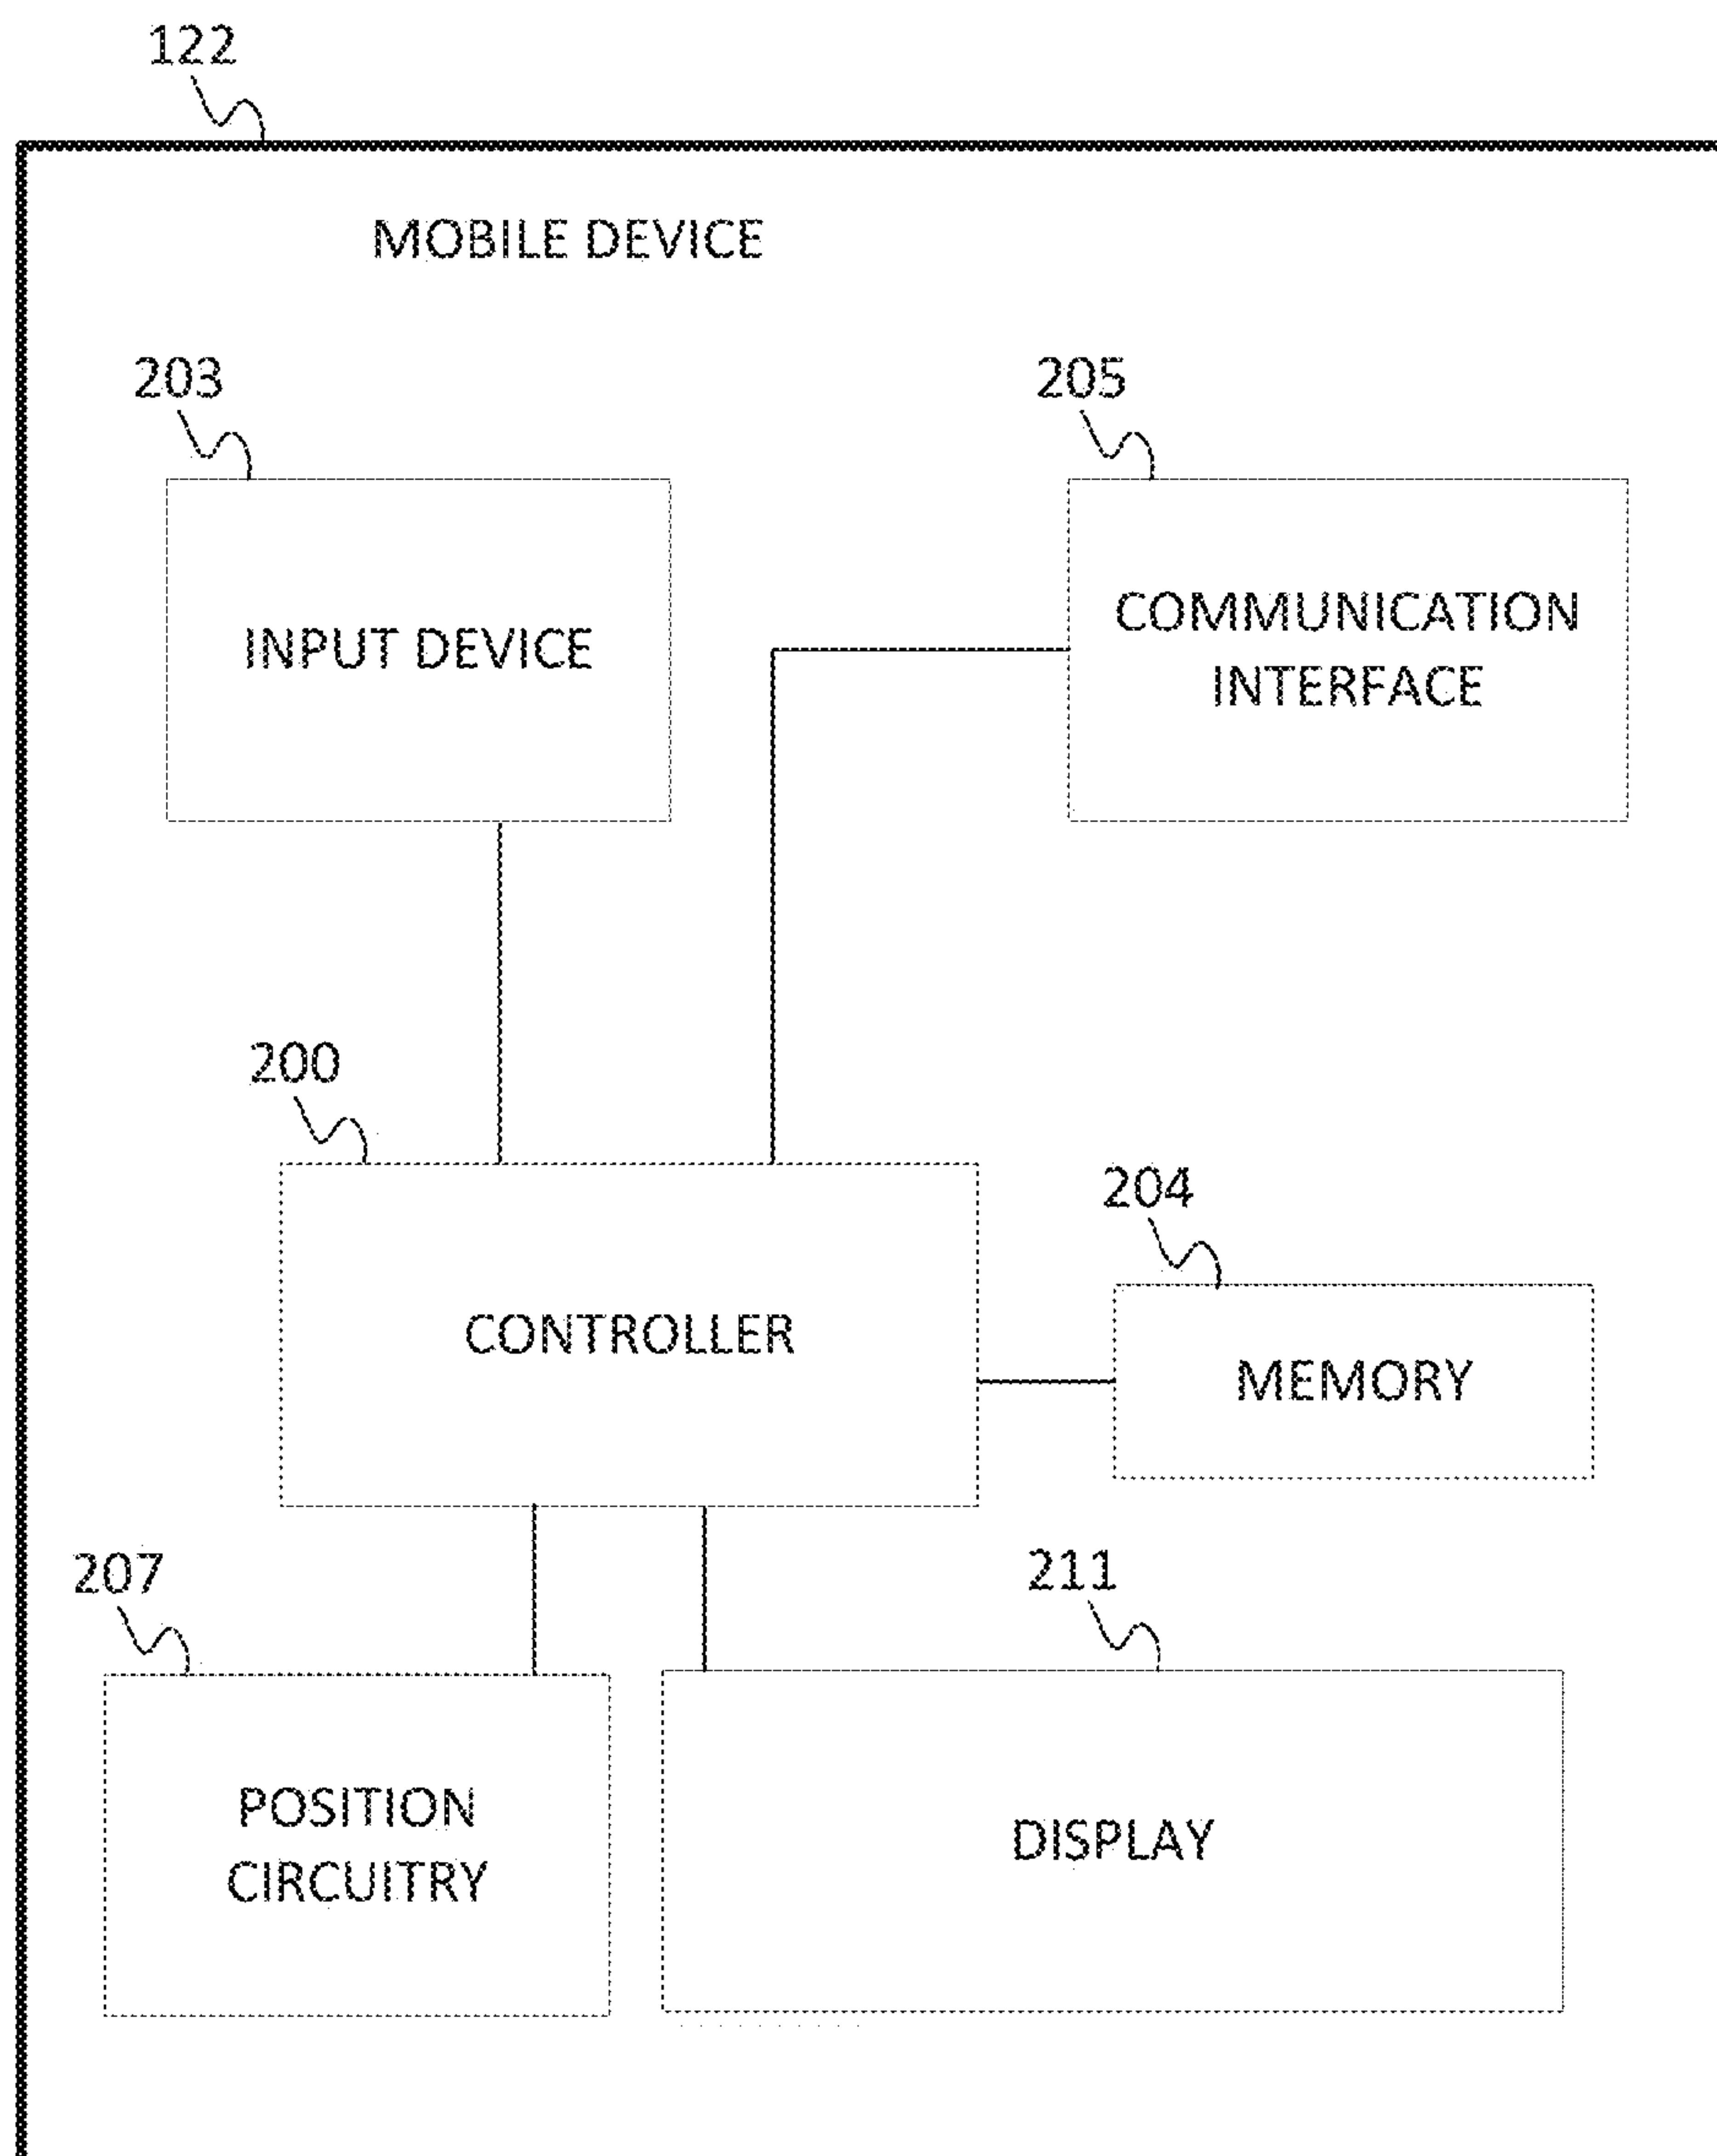 122
MOBILE DEVICE
203
205
INPUT DEVICE
COMMUNICATION
INTERFACE
200
204
CONTROLLER
MEMORY
207
211
POSITION
CIRCUITRY
DISPLAY